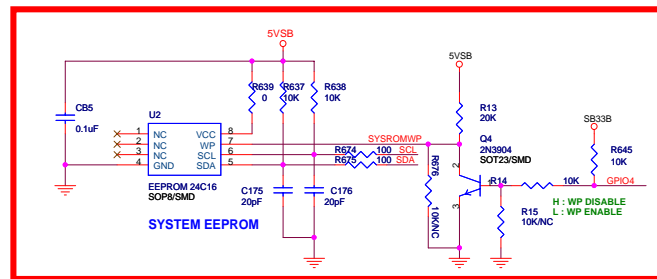 5VSB
R639
0
R637
10K
R638
10K
CB5
0.1uF
U2
1 NC VCC 8
2 NC WP 7
3 NC SCL 6
4 GND SDA 5
EEPROM 24C16
SOP8/SMD
SYSROMWP
R674 100 SCL
R675 100 SDA
C175
20pF
C176
20pF
SYSTEM EEPROM
R676
10K/NC
5VSB
R13
20K
Q4
2N3904
SOT23/SMD
2
1
3
R14
10K
R15
10K/NC
SB33B
R645
10K
GPIO4
H : WP DISABLE
L : WP ENABLE